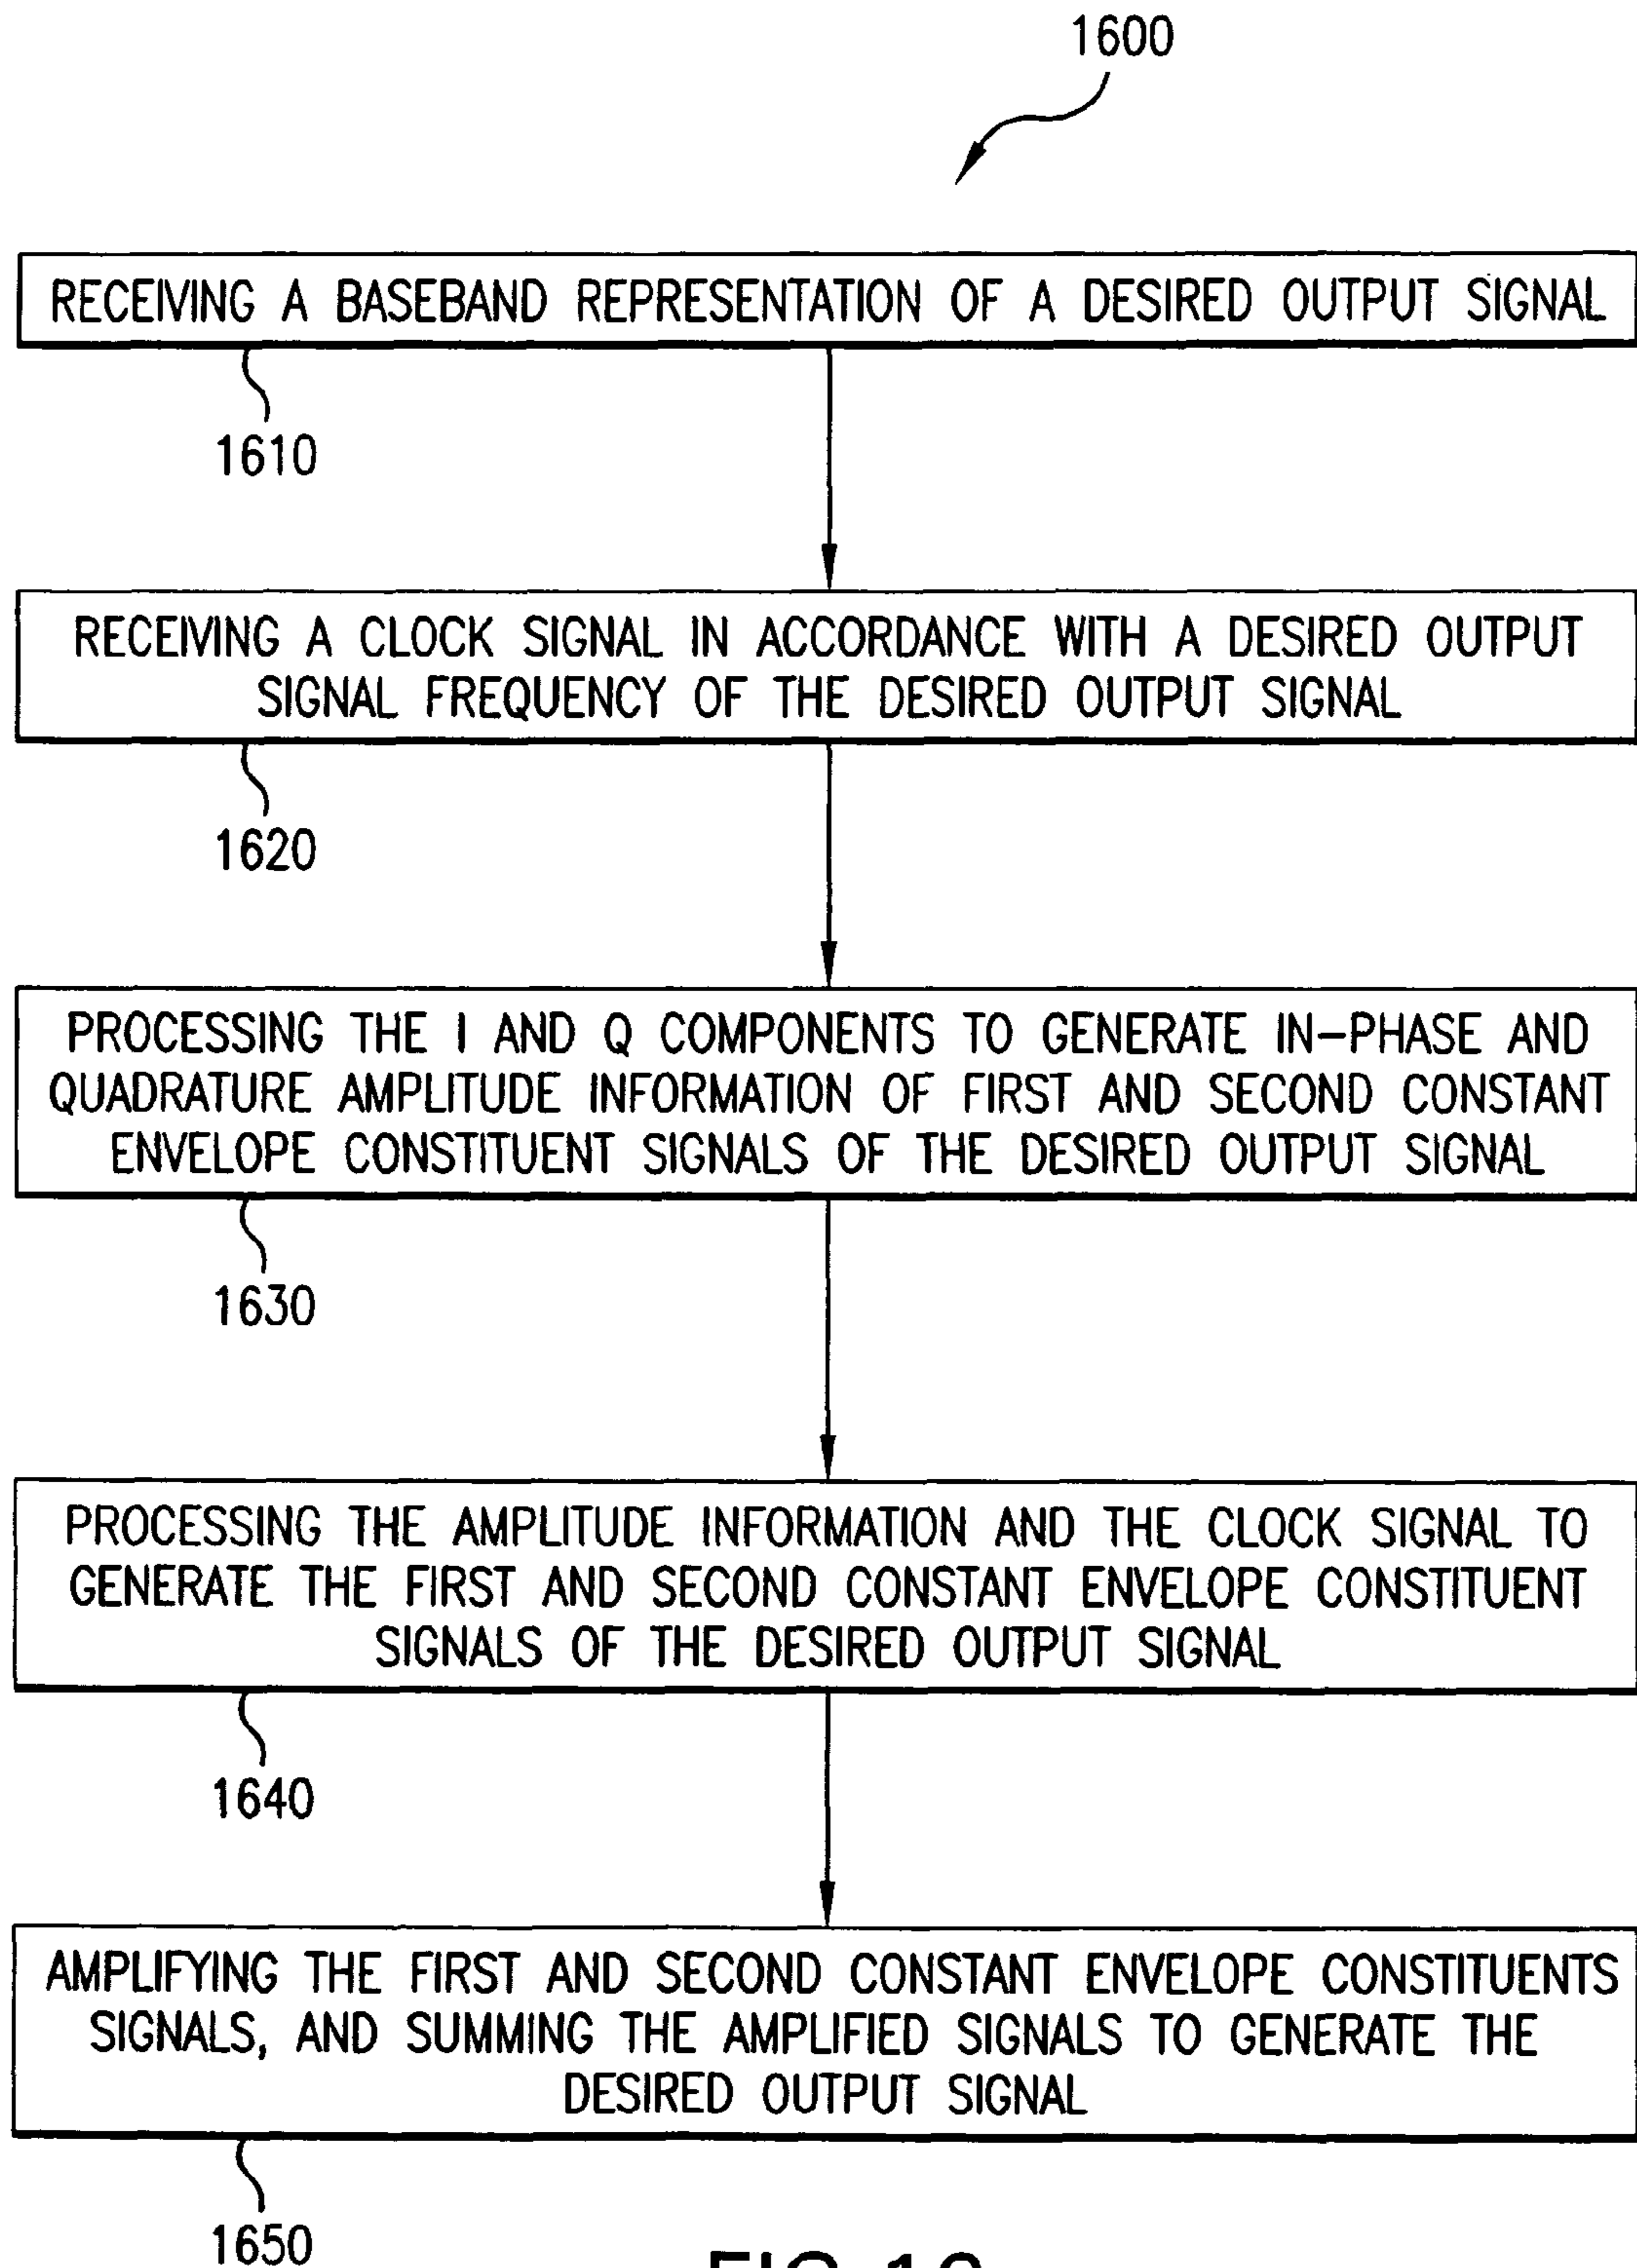 1600
RECEIVING A BASEBAND REPRESENTATION OF A DESIRED OUTPUT SIGNAL
1610
RECEIVING A CLOCK SIGNAL IN ACCORDANCE WITH A DESIRED OUTPUT
SIGNAL FREQUENCY OF THE DESIRED OUTPUT SIGNAL
1620
PROCESSING THE I AND Q COMPONENTS TO GENERATE IN-PHASE AND
QUADRATURE AMPLITUDE INFORMATION OF FIRST AND SECOND CONSTANT
ENVELOPE CONSTITUENT SIGNALS OF THE DESIRED OUTPUT SIGNAL
1630
PROCESSING THE AMPLITUDE INFORMATION AND THE CLOCK SIGNAL TO
GENERATE THE FIRST AND SECOND CONSTANT ENVELOPE CONSTITUENT
SIGNALS OF THE DESIRED OUTPUT SIGNAL
1640
AMPLIFYING THE FIRST AND SECOND CONSTANT ENVELOPE CONSTITUENTS
SIGNALS, AND SUMMING THE AMPLIFIED SIGNALS TO GENERATE THE
DESIRED OUTPUT SIGNAL
1650